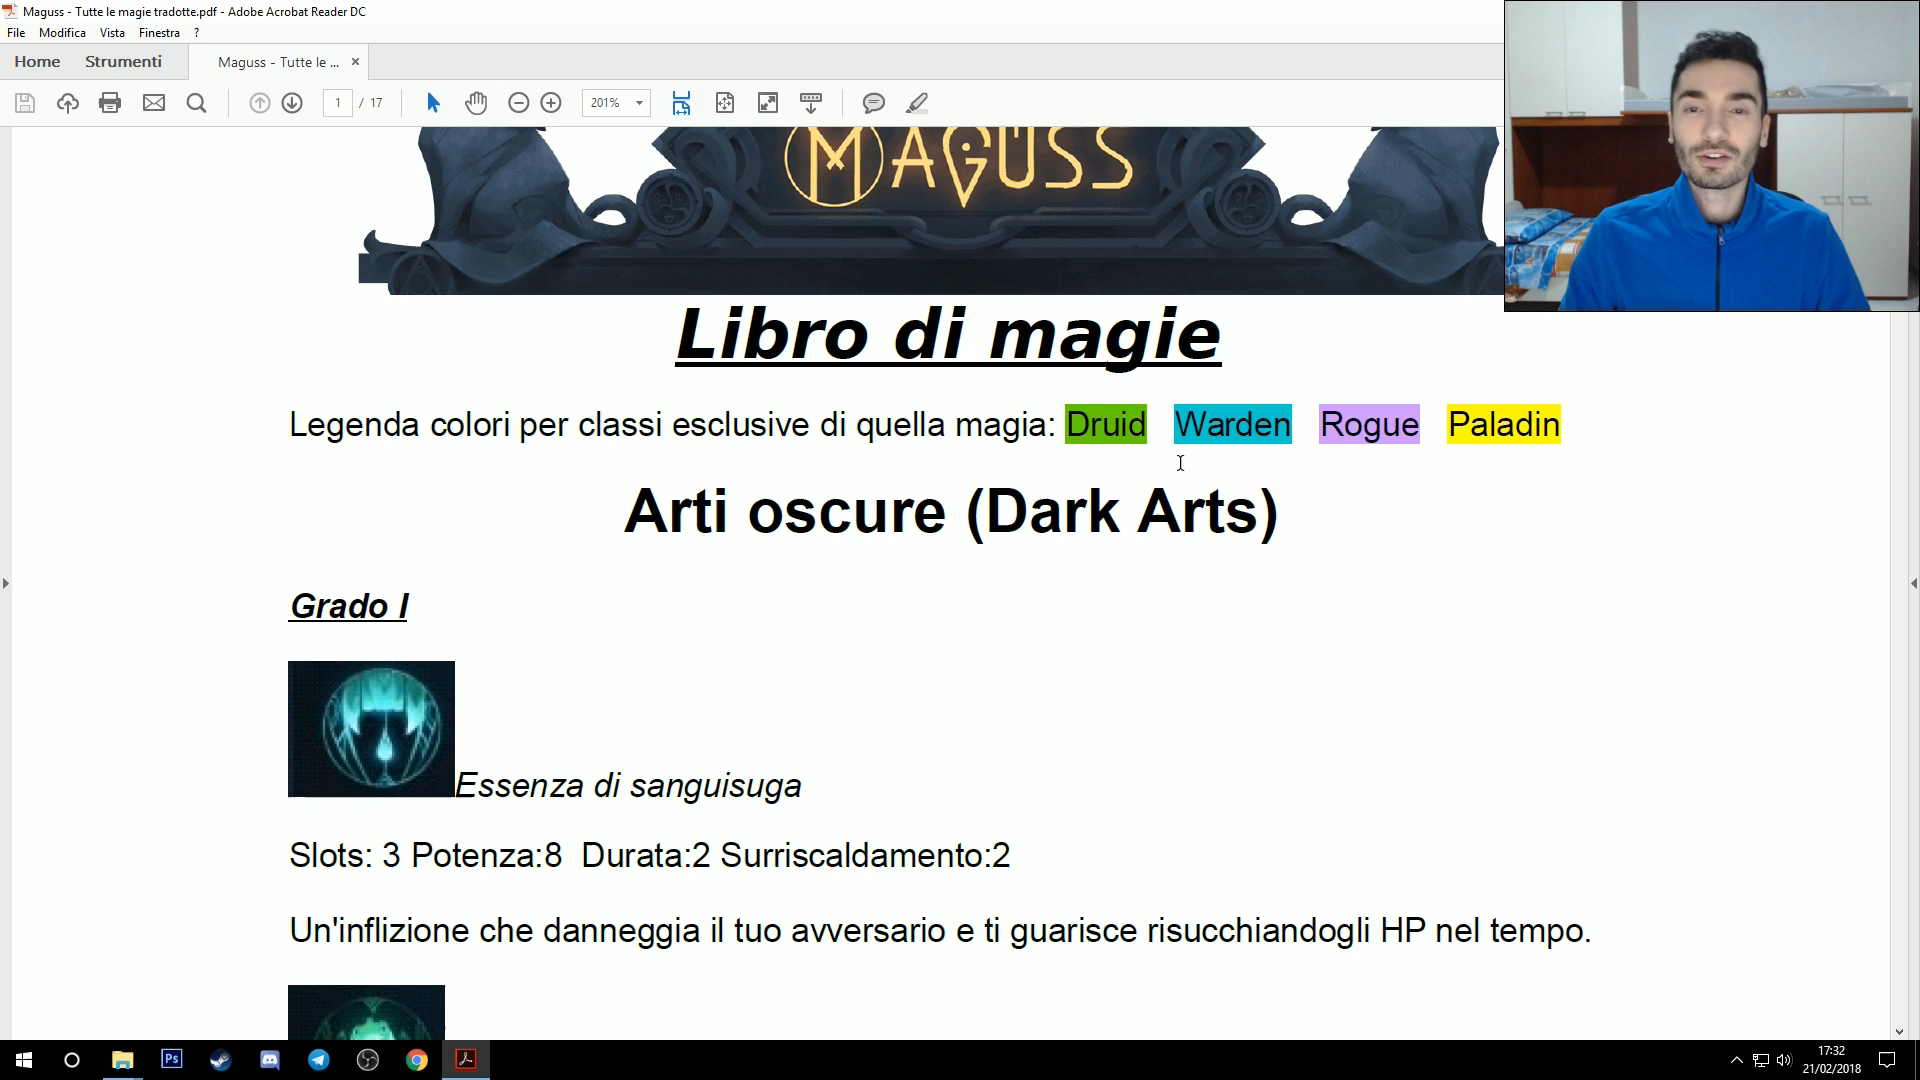 Maguss - Tutte le magie tradotte.pdf - Adobe Acrobat Reader DC
File Modifica Vista Finestra ?
Home Strumenti Maguss - Tutte le ... ×
1 / 17 201%
MAGUSS
Libro di magie
Legenda colori per classi esclusive di quella magia: Druid Warden Rogue Paladin
Arti oscure (Dark Arts)
Grado I
Essenza di sanguisuga
Slots: 3 Potenza:8 Durata:2 Surriscaldamento:2
Un'inflizione che danneggia il tuo avversario e ti guarisce risucchiandogli HP nel tempo.
Ps
17:32
21/02/2018